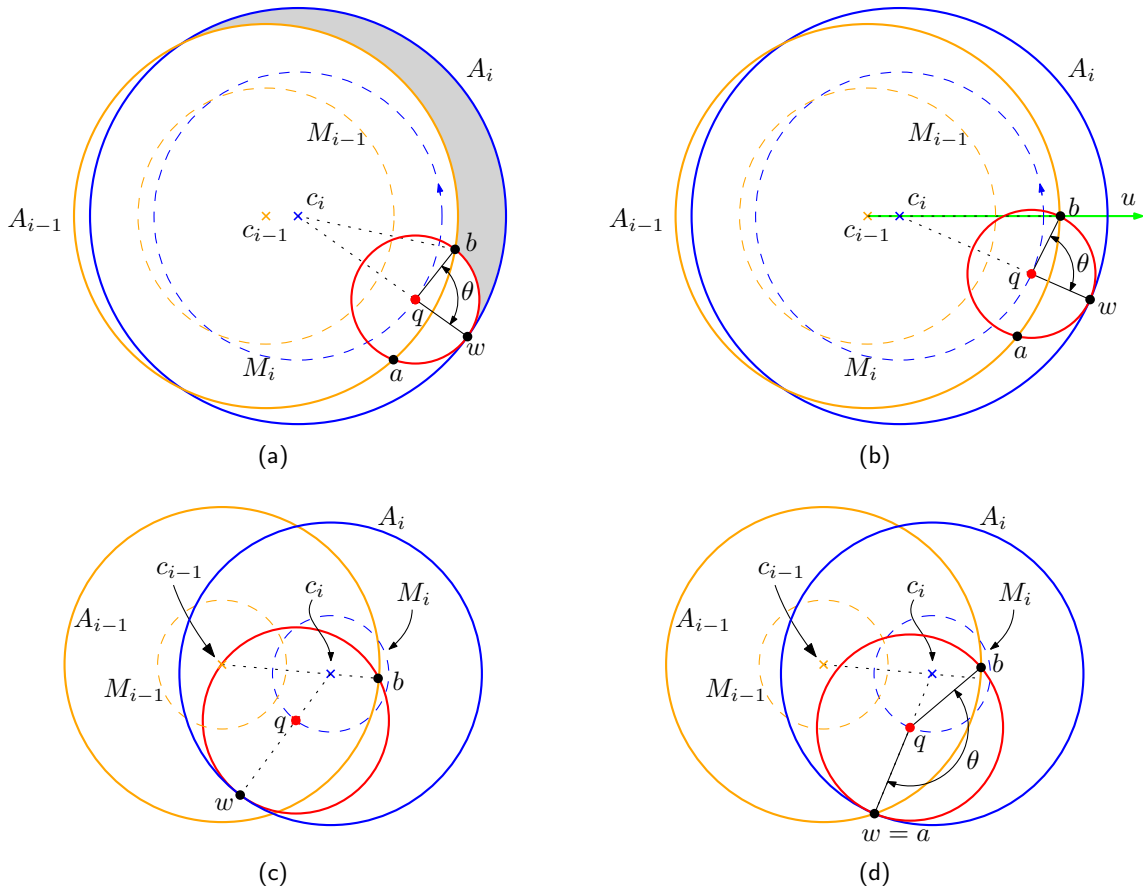 A_i
M_{i-1}
c_i
A_{i-1}
c_{i-1}
b
θ
q
w
M_i
a
(a)
A_i
M_{i-1}
c_i
u
b
A_{i-1}
c_{i-1}
θ
q
w
a
M_i
(b)
A_i
c_{i-1}
c_i
M_i
A_{i-1}
b
M_{i-1}
q
w
(c)
A_i
c_{i-1}
c_i
M_i
A_{i-1}
b
M_{i-1}
q
θ
w = a
(d)